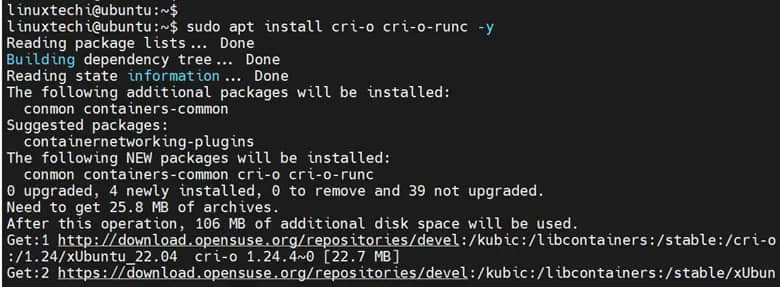 linuxtechi@ubuntu:~$
linuxtechi@ubuntu:~$ sudo apt install cri-o cri-o-runc -y
Reading package lists... Done
Building dependency tree... Done
Reading state information... Done
The following additional packages will be installed:
  conmon containers-common
Suggested packages:
  containernetworking-plugins
The following NEW packages will be installed:
  conmon containers-common cri-o cri-o-runc
0 upgraded, 4 newly installed, 0 to remove and 39 not upgraded.
Need to get 25.8 MB of archives.
After this operation, 106 MB of additional disk space will be used.
Get:1 http://download.opensuse.org/repositories/devel:/kubic:/libcontainers:/stable:/cri-o
:/1.24/xUbuntu_22.04  cri-o 1.24.4~0 [22.7 MB]
Get:2 http://download.opensuse.org/repositories/devel:/kubic:/libcontainers:/stable/xUbun